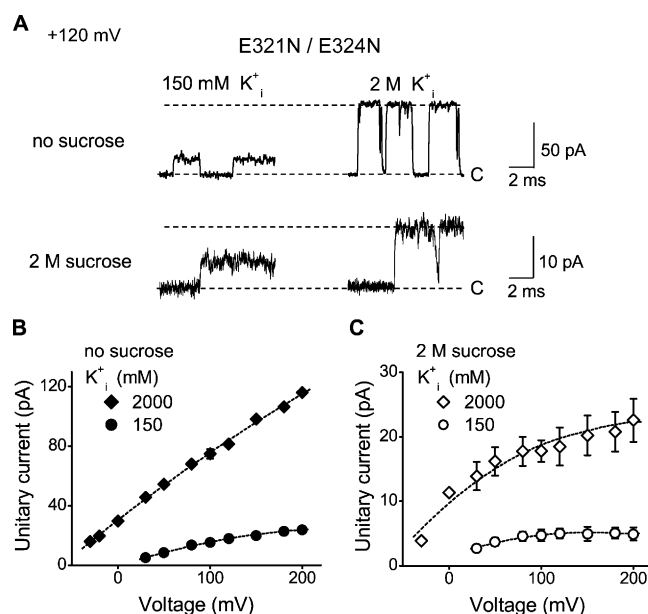 A
+120 mV
E321N / E324N
150 mM K⁺ᵢ
2 M K⁺ᵢ
no sucrose
C
50 pA
2 ms
2 M sucrose
C
10 pA
2 ms
B
no sucrose
K⁺ᵢ (mM)
2000
150
Unitary current (pA)
120
80
40
0
0
100
200
Voltage (mV)
C
2 M sucrose
K⁺ᵢ (mM)
2000
150
Unitary current (pA)
30
20
10
0
0
100
200
Voltage (mV)